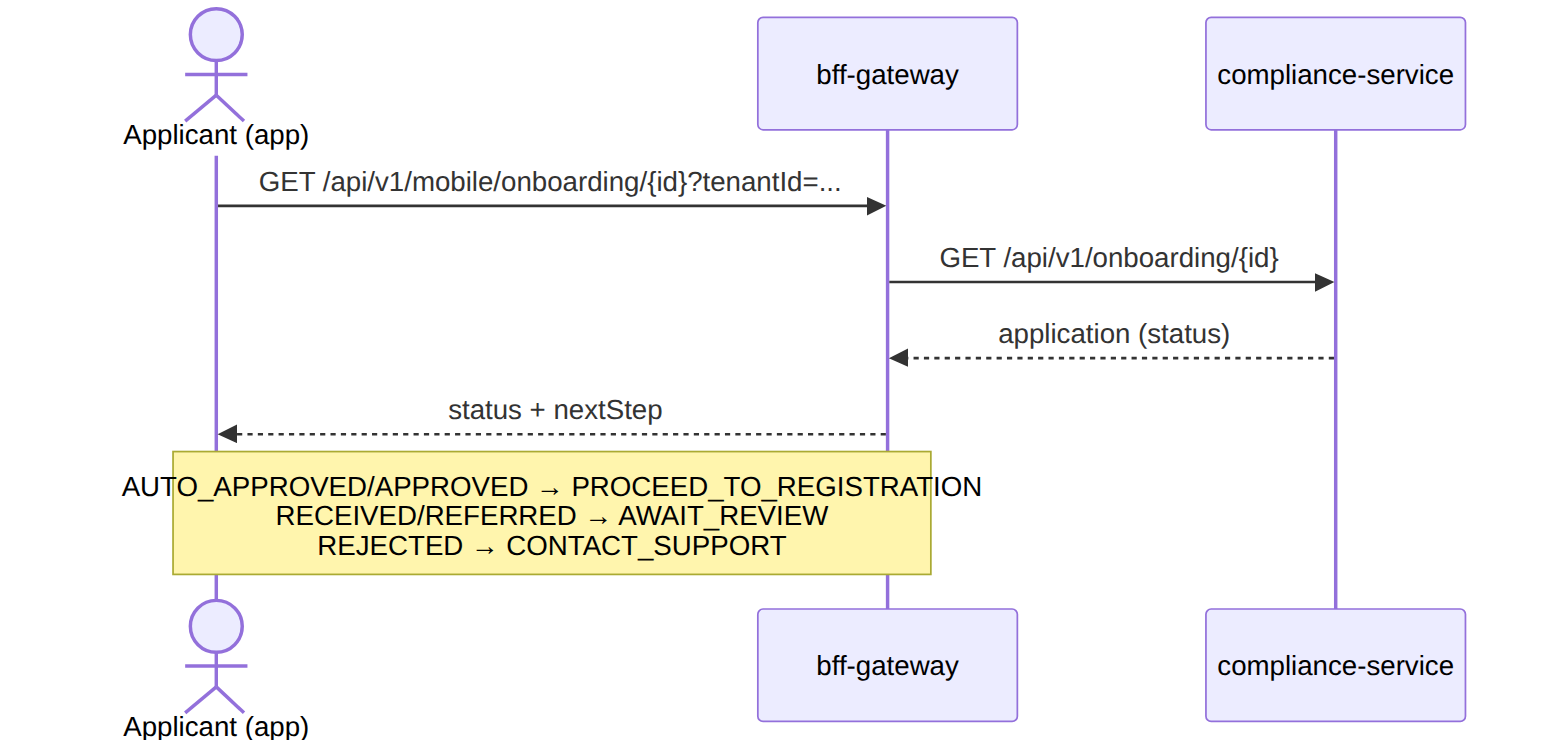 Applicant (app)
bff-gateway
compliance-service
GET /api/v1/mobile/onboarding/{id}?tenantId=...
GET /api/v1/onboarding/{id}
application (status)
status + nextStep
AUTO_APPROVED/APPROVED → PROCEED_TO_REGISTRATION
RECEIVED/REFERRED → AWAIT_REVIEW
REJECTED → CONTACT_SUPPORT
Applicant (app)
bff-gateway
compliance-service